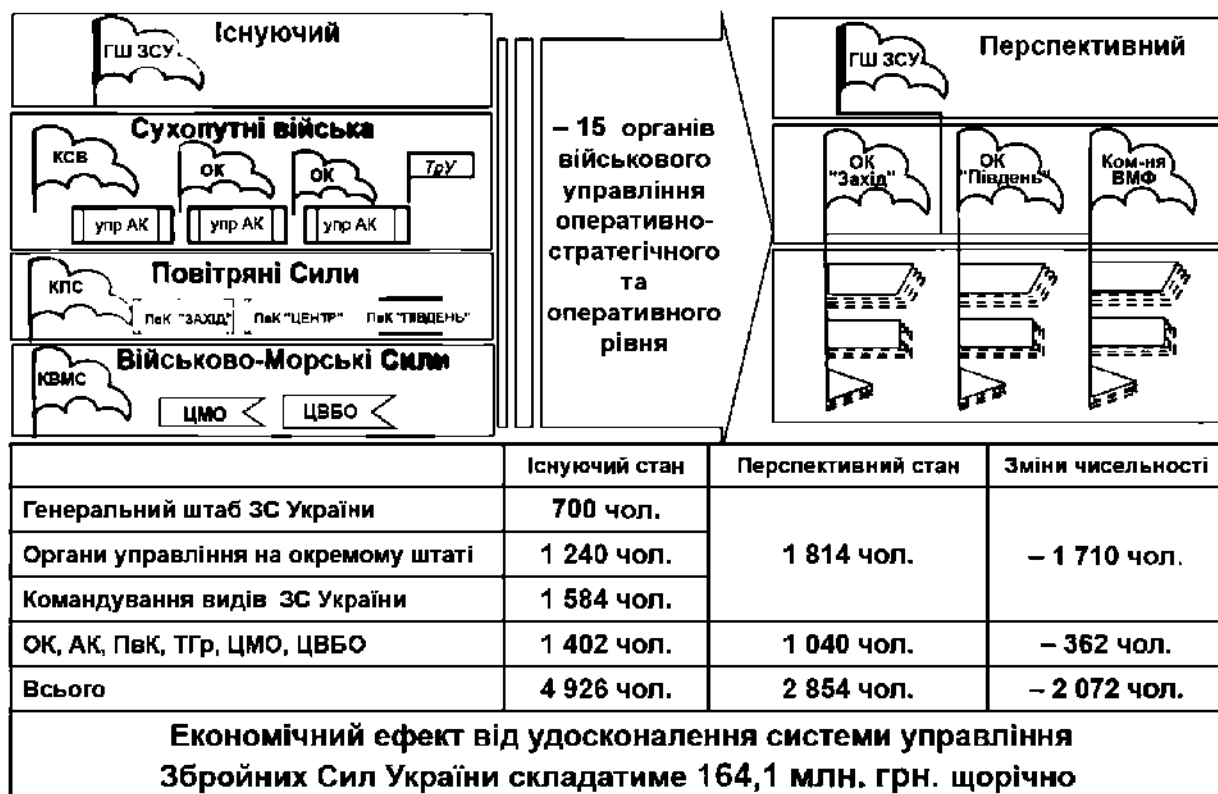 Існуючий
ГШ ЗСУ
Сухопутні війська
КСВ
ОК
ОК
ТрУ
упр АК
упр АК
упр АК
Повітряні Сили
КПС
ПвК "ЗАХІД"
ПвК "ЦЕНТР"
ПвК "ПІВДЕНЬ"
Військово-Морські Сили
КВМС
ЦМО
ЦВБО
– 15 органів
військового
управління
оперативно-
стратегічного
та
оперативного
рівня
Перспективний
ГШ ЗСУ
ОК
"Захід"
ОК
"Південь"
Ком-ня
ВМФ
Існуючий стан Перспективний стан Зміни чисельності
Генеральний штаб ЗС України 700 чол.
Органи управління на окремому штаті 1 240 чол. 1 814 чол. – 1 710 чол.
Командування видів ЗС України 1 584 чол.
ОК, АК, ПвК, ТГр, ЦМО, ЦВБО 1 402 чол. 1 040 чол. – 362 чол.
Всього 4 926 чол. 2 854 чол. – 2 072 чол.
Економічний ефект від удосконалення системи управління
Збройних Сил України складатиме 164,1 млн. грн. щорічно